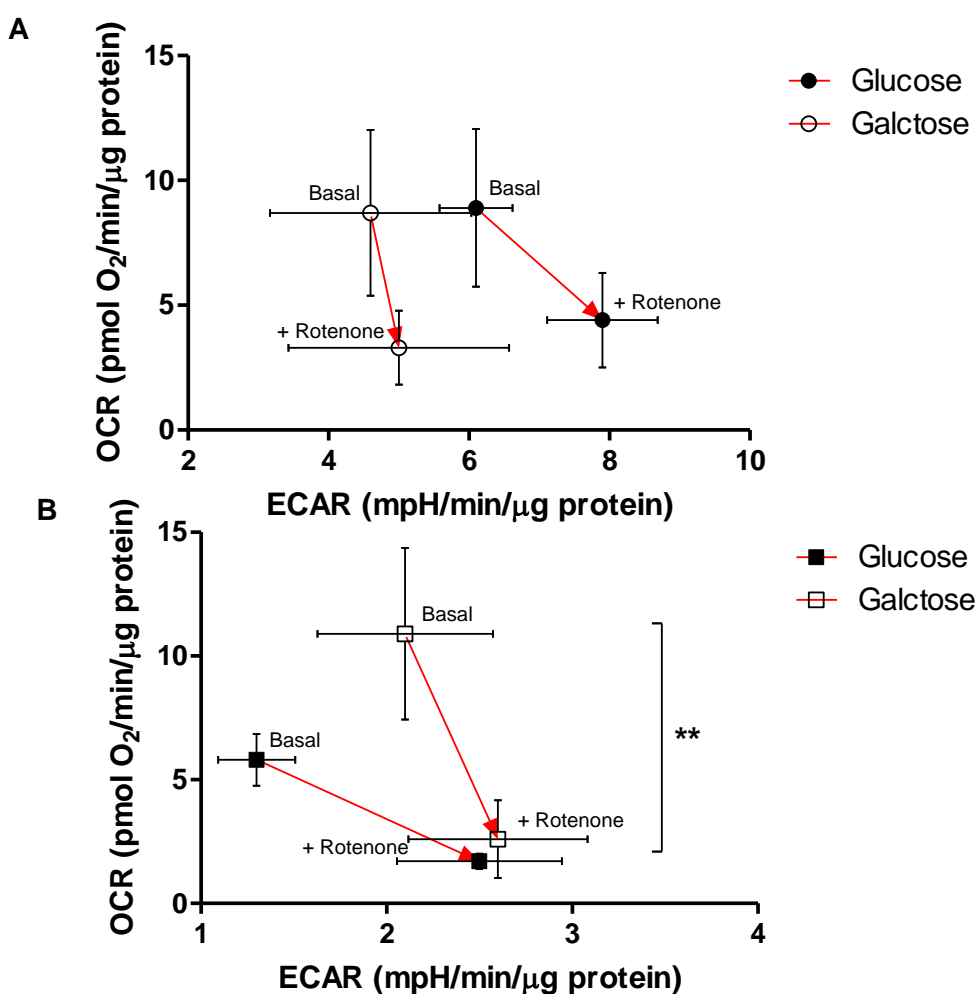 A
OCR (pmol O2/min/μg protein)
15
10
5
0
Basal
Basal
+ Rotenone
+ Rotenone
Glucose
Galctose
2 4 6 8 10
ECAR (mpH/min/μg protein)
B
OCR (pmol O2/min/μg protein)
15
10
5
0
Basal
Basal
+ Rotenone
+ Rotenone
**
Glucose
Galctose
1 2 3 4
ECAR (mpH/min/μg protein)